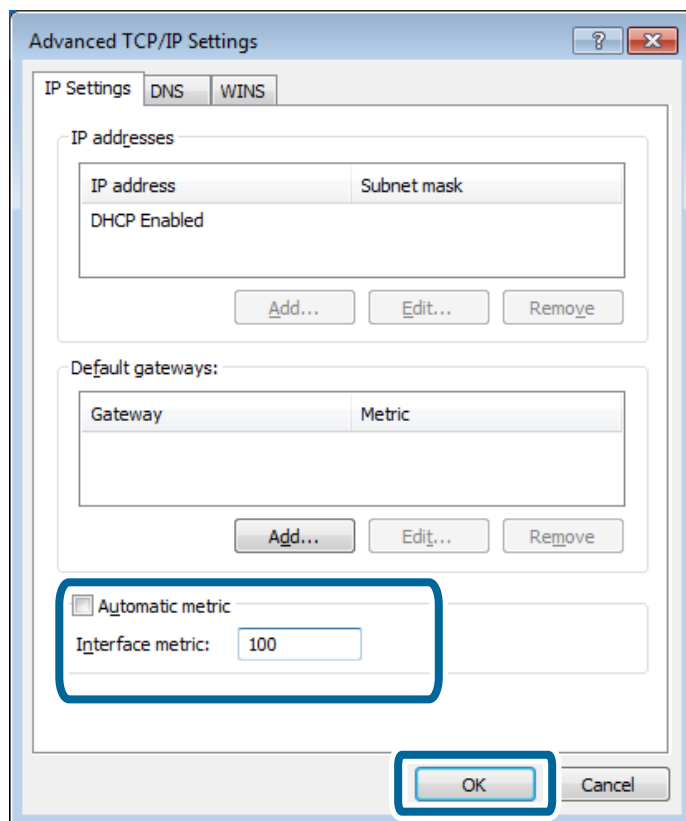 Advanced TCP/IP Settings
IP Settings DNS WINS
IP addresses
IP address Subnet mask
DHCP Enabled
Add... Edit... Remove
Default gateways:
Gateway Metric
Add... Edit... Remove
Automatic metric
Interface metric: 100
OK Cancel